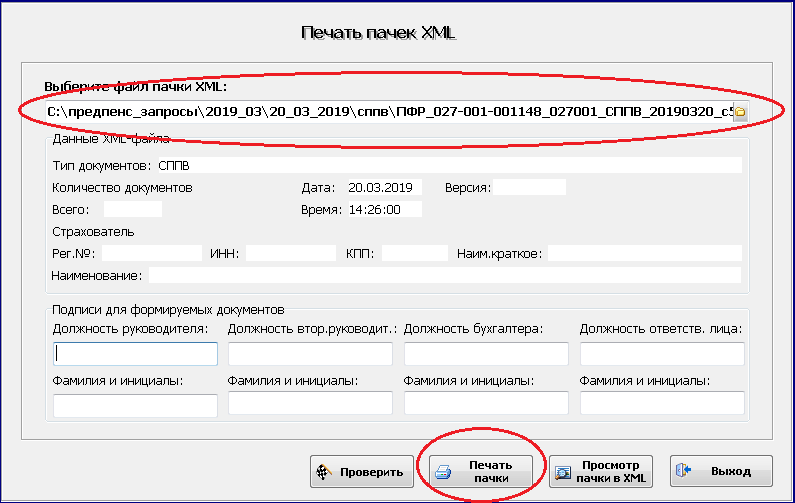 Печать пачек XML
Выберите файл пачки XML:
C:\предпенс_запросы\2019_03\20_03_2019\сппв\ПФР_027-001-001148_027001_СППВ_20190320_c5
Данные XML-файла
Тип документов: СППВ
Количество документов Дата: 20.03.2019 Версия:
Всего: Время: 14:26:00
Страхователь
Рег.№: ИНН: КПП: Наим.краткое:
Наименование:
Подписи для формируемых документов
Должность руководителя: Должность втор.руководит.: Должность бухгалтера: Должность ответств. лица:
Фамилия и инициалы: Фамилия и инициалы: Фамилия и инициалы: Фамилия и инициалы:
Проверить Печать пачки Просмотр пачки в XML Выход